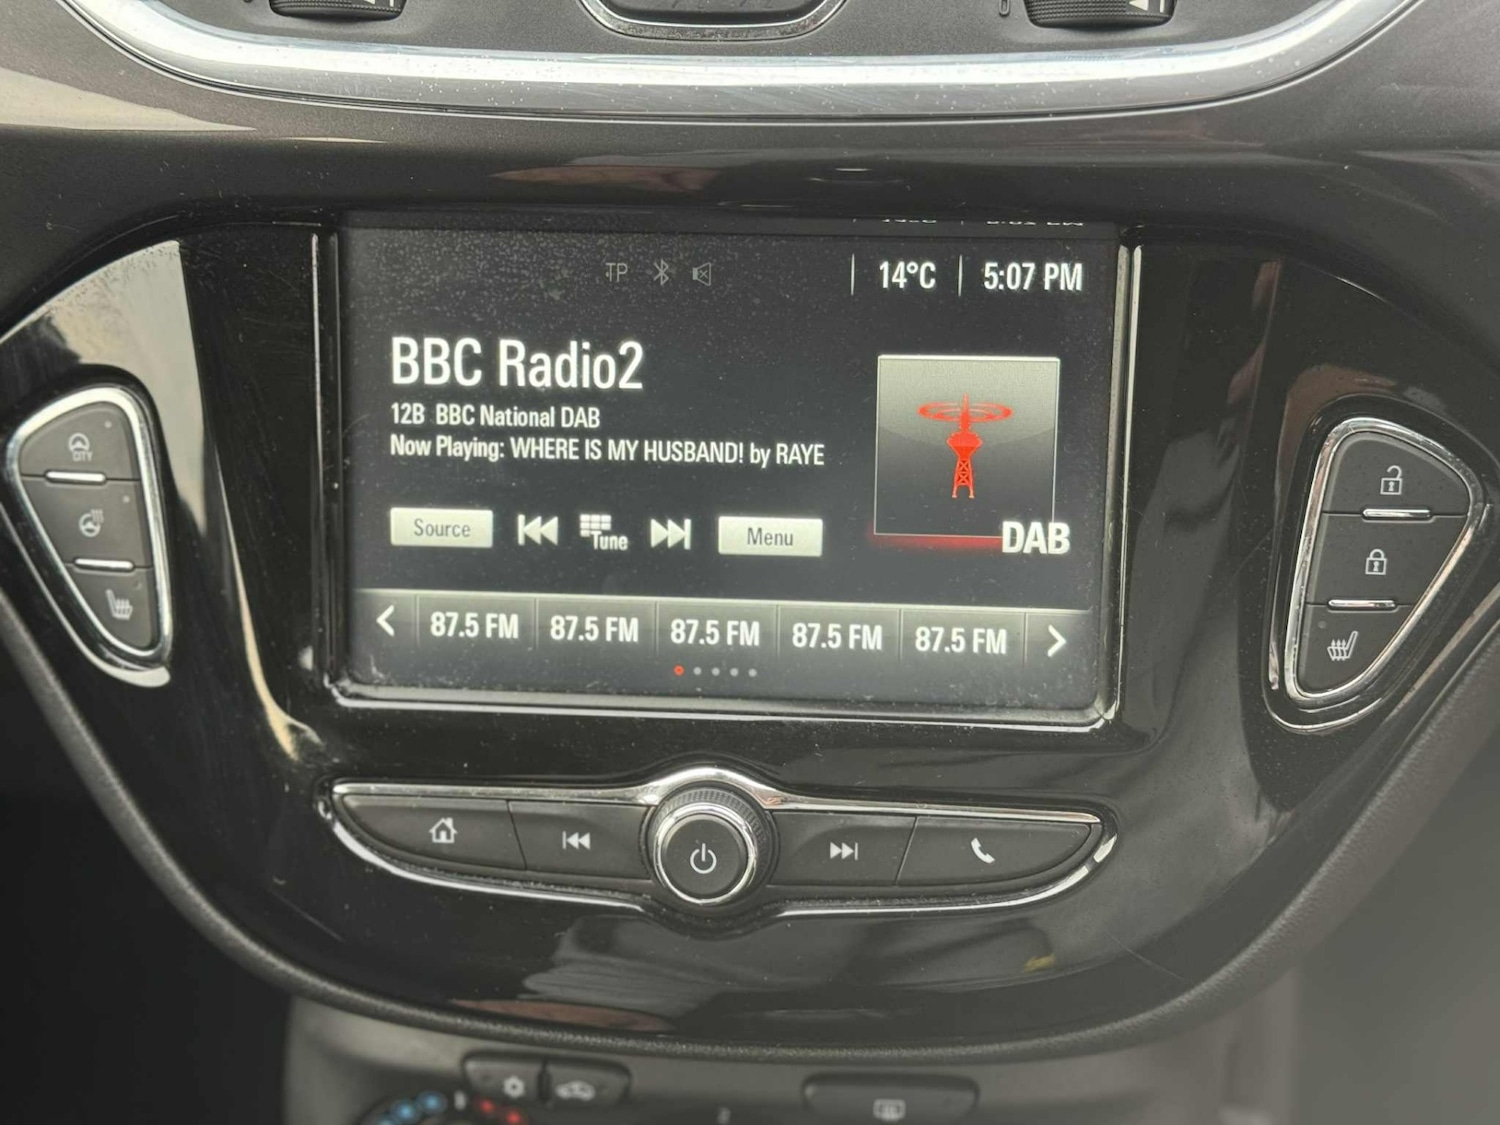 TP 14°C 5:07 PM
BBC Radio2
12B BBC National DAB
Now Playing: WHERE IS MY HUSBAND! by RAYE
Source Tune Menu
DAB
87.5 FM 87.5 FM 87.5 FM 87.5 FM 87.5 FM
CITY